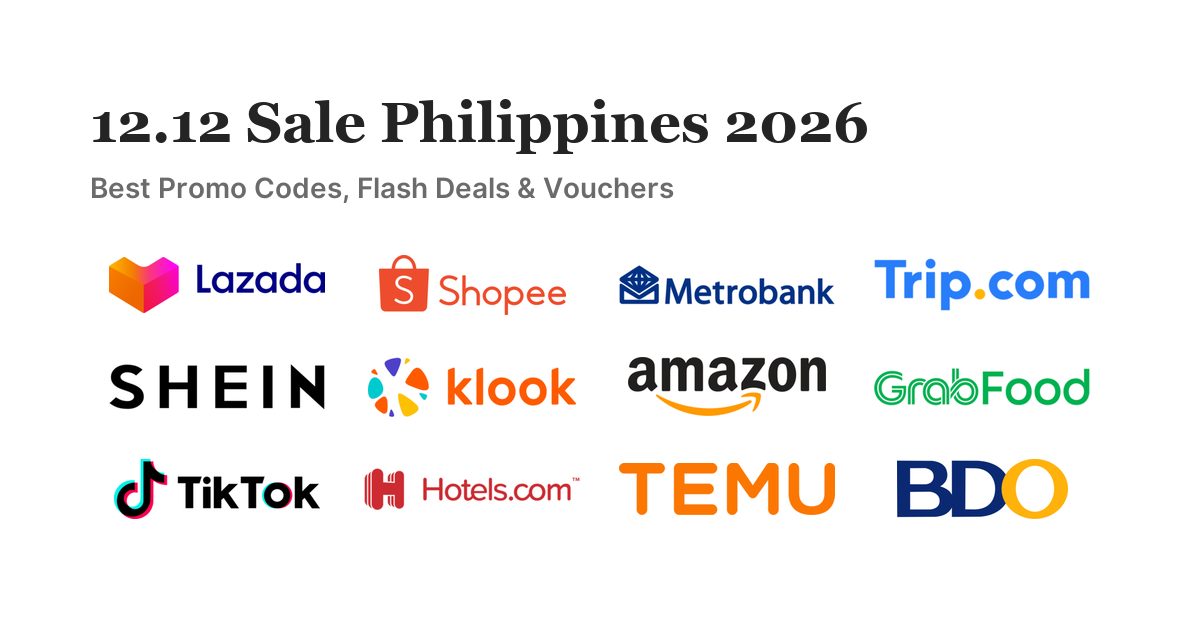 12.12 Sale Philippines 2026
Best Promo Codes, Flash Deals & Vouchers
Lazada S Shopee Metrobank Trip.com
SHEIN klook amazon GrabFood
TikTok H Hotels.com™ TEMU BDO